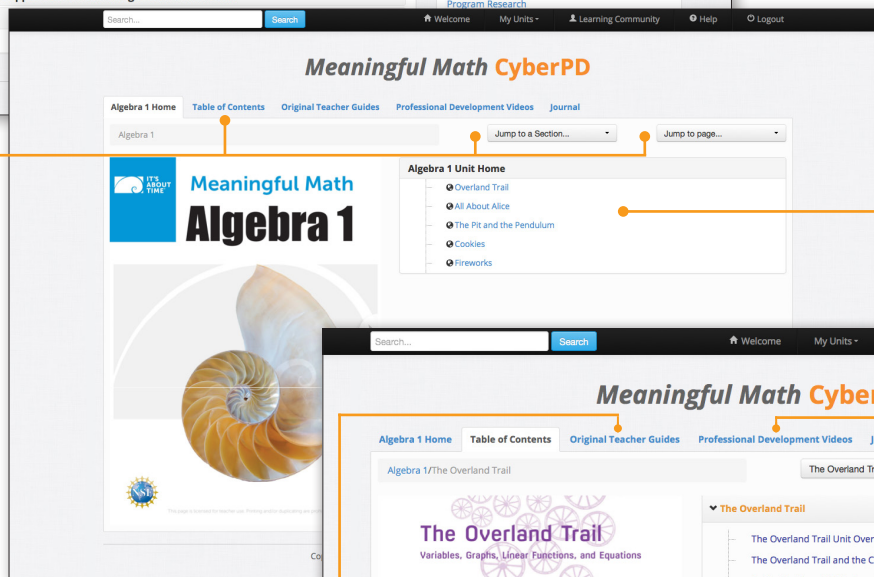 Program Research
Search... Search Welcome My Units Learning Community Help Logout
Meaningful Math CyberPD
Algebra 1 Home Table of Contents Original Teacher Guides Professional Development Videos Journal
Algebra 1 Jump to a Section... Jump to page...
IT'S ABOUT TIME
Meaningful Math
Algebra 1
Algebra 1 Unit Home
Overland Trail
All About Alice
The Pit and the Pendulum
Cookies
Fireworks
NSF
Search... Search Welcome My Units
Meaningful Math Cyber
Algebra 1 Home Table of Contents Original Teacher Guides Professional Development Videos J
Algebra 1/The Overland Trail The Overland Tr
The Overland Trail
Variables, Graphs, Linear Functions, and Equations
The Overland Trail
The Overland Trail Unit Over
The Overland Trail and the C
Co